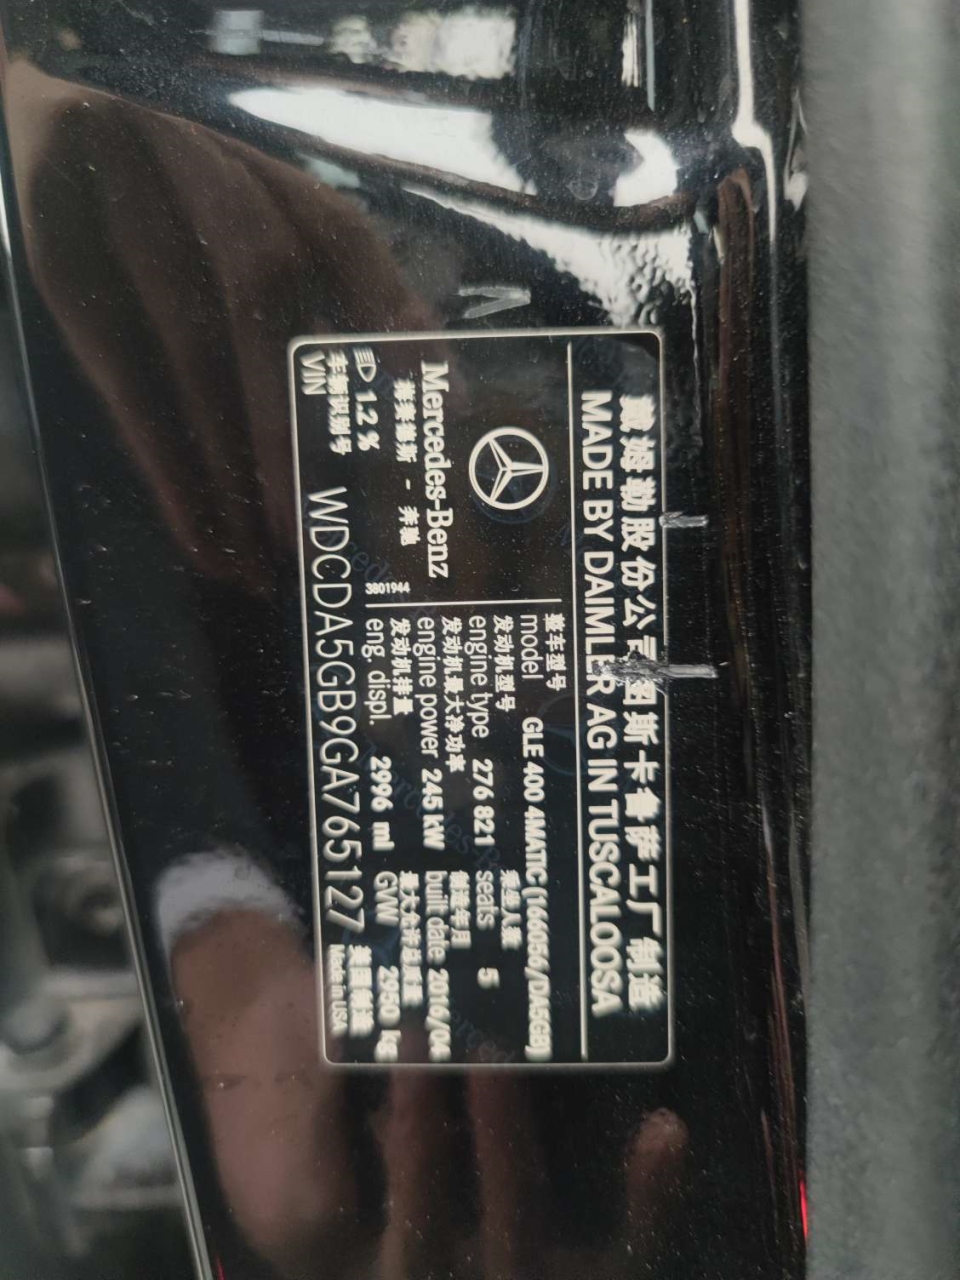 戴姆勒股份公司图斯卡鲁萨工厂制造
MADE BY DAIMLER AG IN TUSCALOOSA
Mercedes-Benz
梅赛德斯 - 奔驰
1.2 %
3801944
整车型号
model GLE 400 4MATIC (166056/DA5GB)
发动机型号 乘坐人数
engine type 276 821 seats 5
发动机最大净功率 制造年月
engine power 245 kW built date 2016/04
发动机排量 最大允许总质量
eng. displ. 2996 ml GVW 2950 kg
车辆识别号 美国制造
VIN WDCDA5GB9GA765127 Made in USA